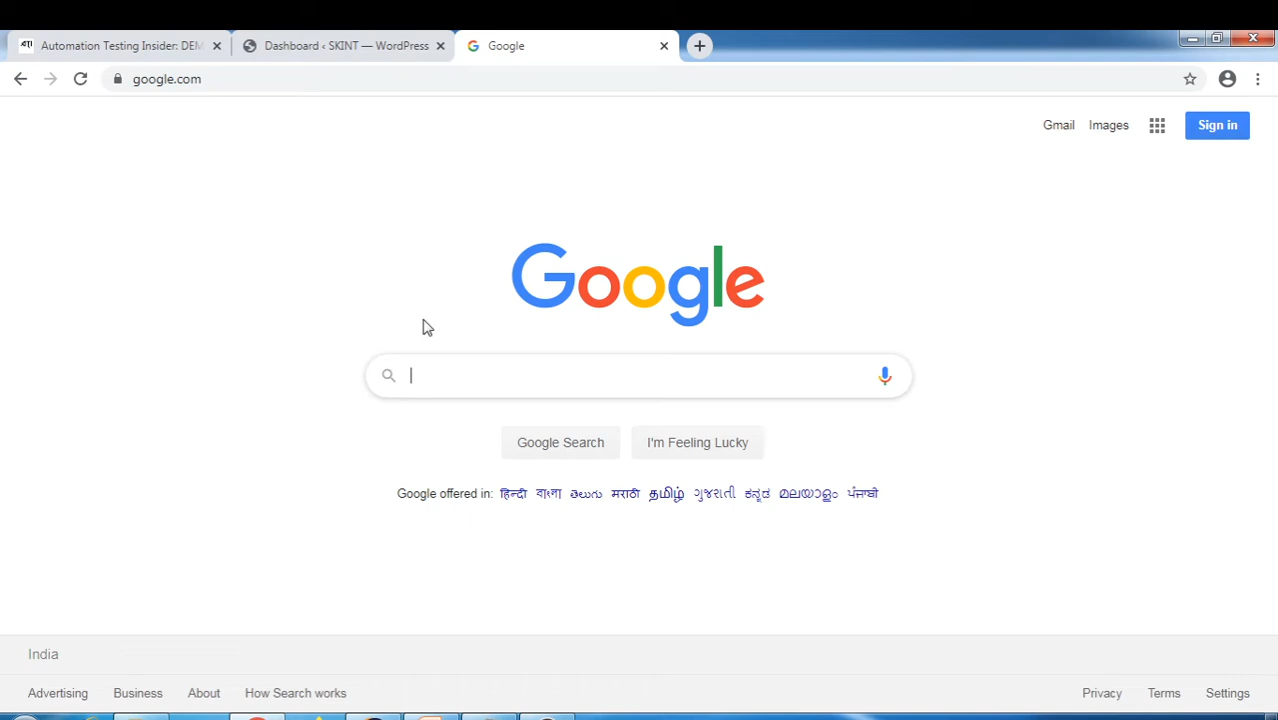 ATI Automation Testing Insider: DEM
Dashboard ‹ SKINT — WordPress
Google
google.com
Gmail Images Sign in
Google
Google Search I'm Feeling Lucky
Google offered in: हिन्दी বাংলা తెలుగు मराठी தமிழ் ગુજરાતી ಕನ್ನಡ മലയാളം ਪੰਜਾਬੀ
India
Advertising Business About How Search works Privacy Terms Settings